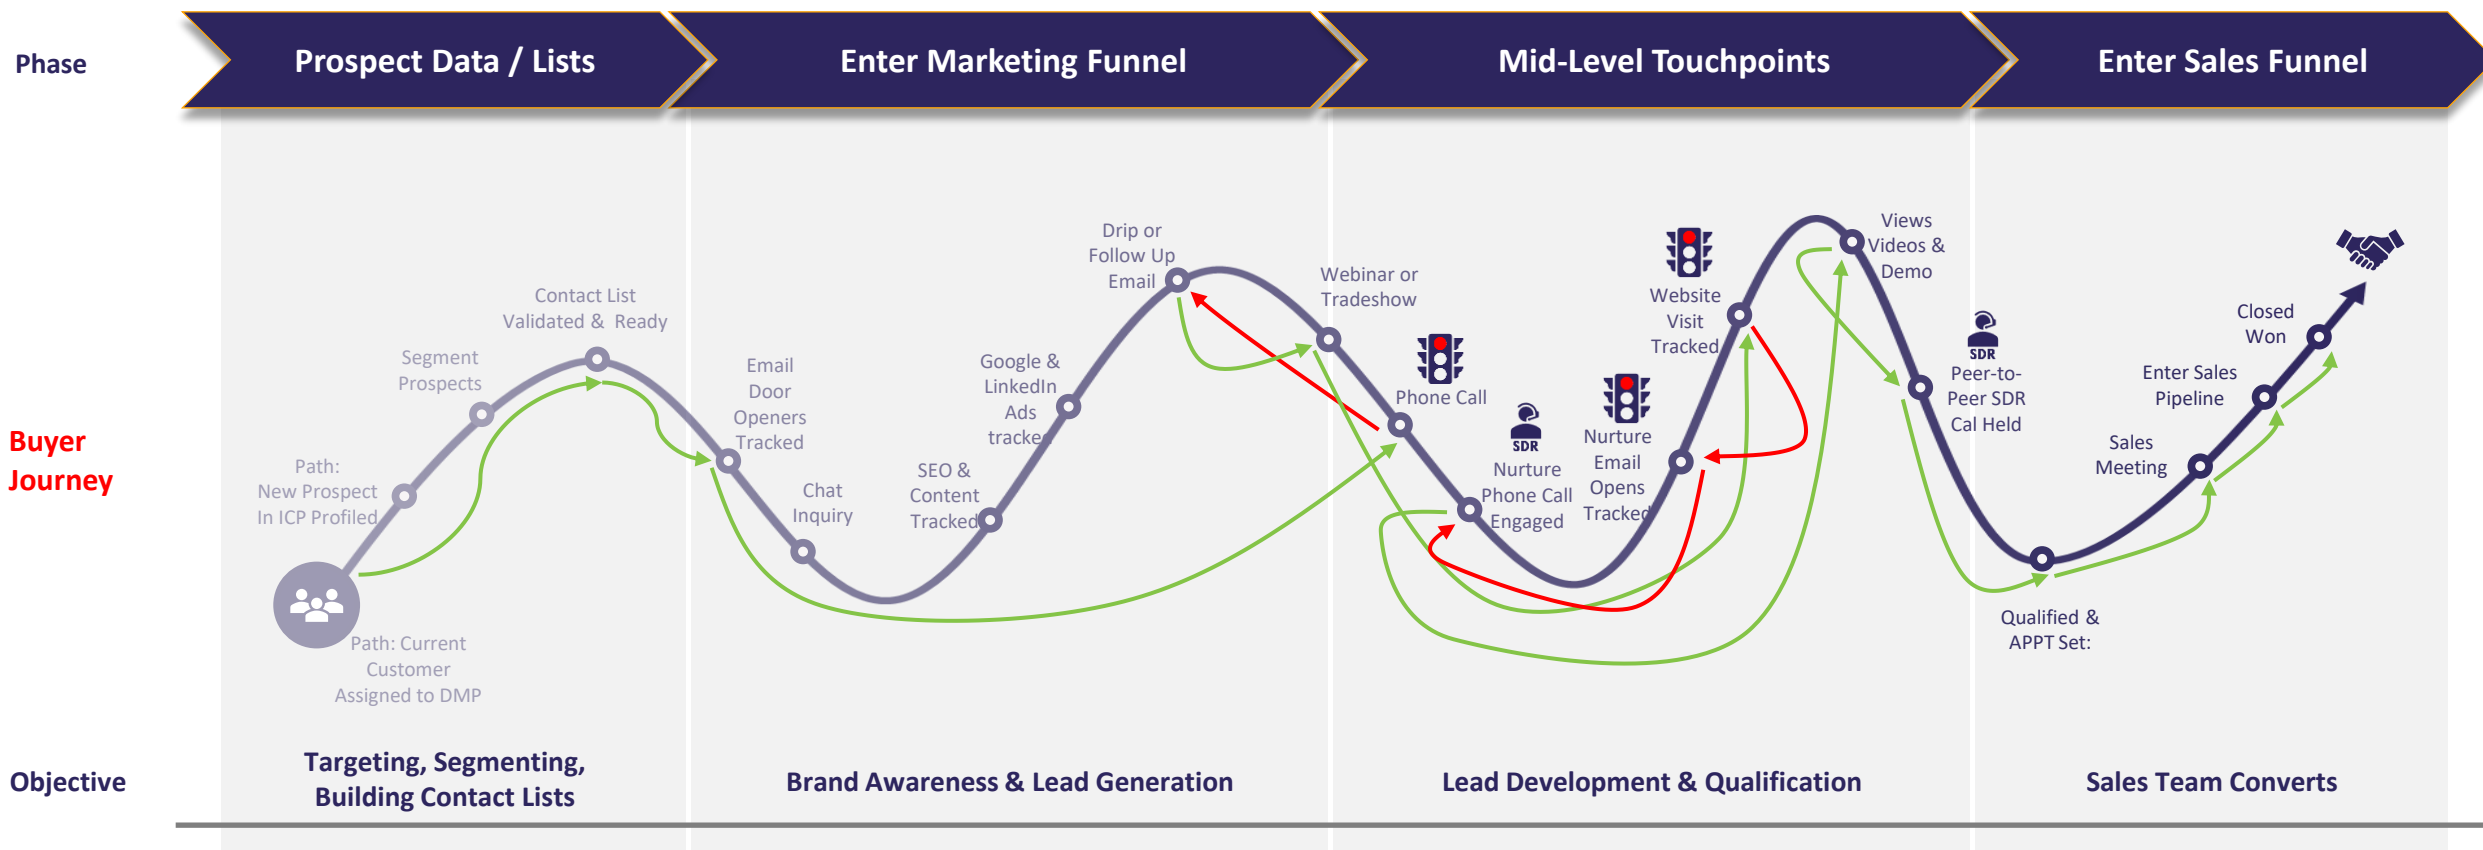 Phase
Prospect Data / Lists
Enter Marketing Funnel
Mid-Level Touchpoints
Enter Sales Funnel
Buyer
Journey
Path:
New Prospect
In ICP Profiled
Path: Current
Customer
Assigned to DMP
Segment
Prospects
Contact List
Validated & Ready
Email
Door
Openers
Tracked
Chat
Inquiry
SEO &
Content
Tracked
Google &
LinkedIn
Ads
tracked
Drip or
Follow Up
Email
Webinar or
Tradeshow
Phone Call
SDR
Nurture
Phone Call
Engaged
Nurture
Email
Opens
Tracked
Website
Visit
Tracked
Views
Videos &
Demo
SDR
Peer-to-
Peer SDR
Cal Held
Qualified &
APPT Set:
Sales
Meeting
Enter Sales
Pipeline
Closed
Won
Objective
Targeting, Segmenting,
Building Contact Lists
Brand Awareness & Lead Generation
Lead Development & Qualification
Sales Team Converts